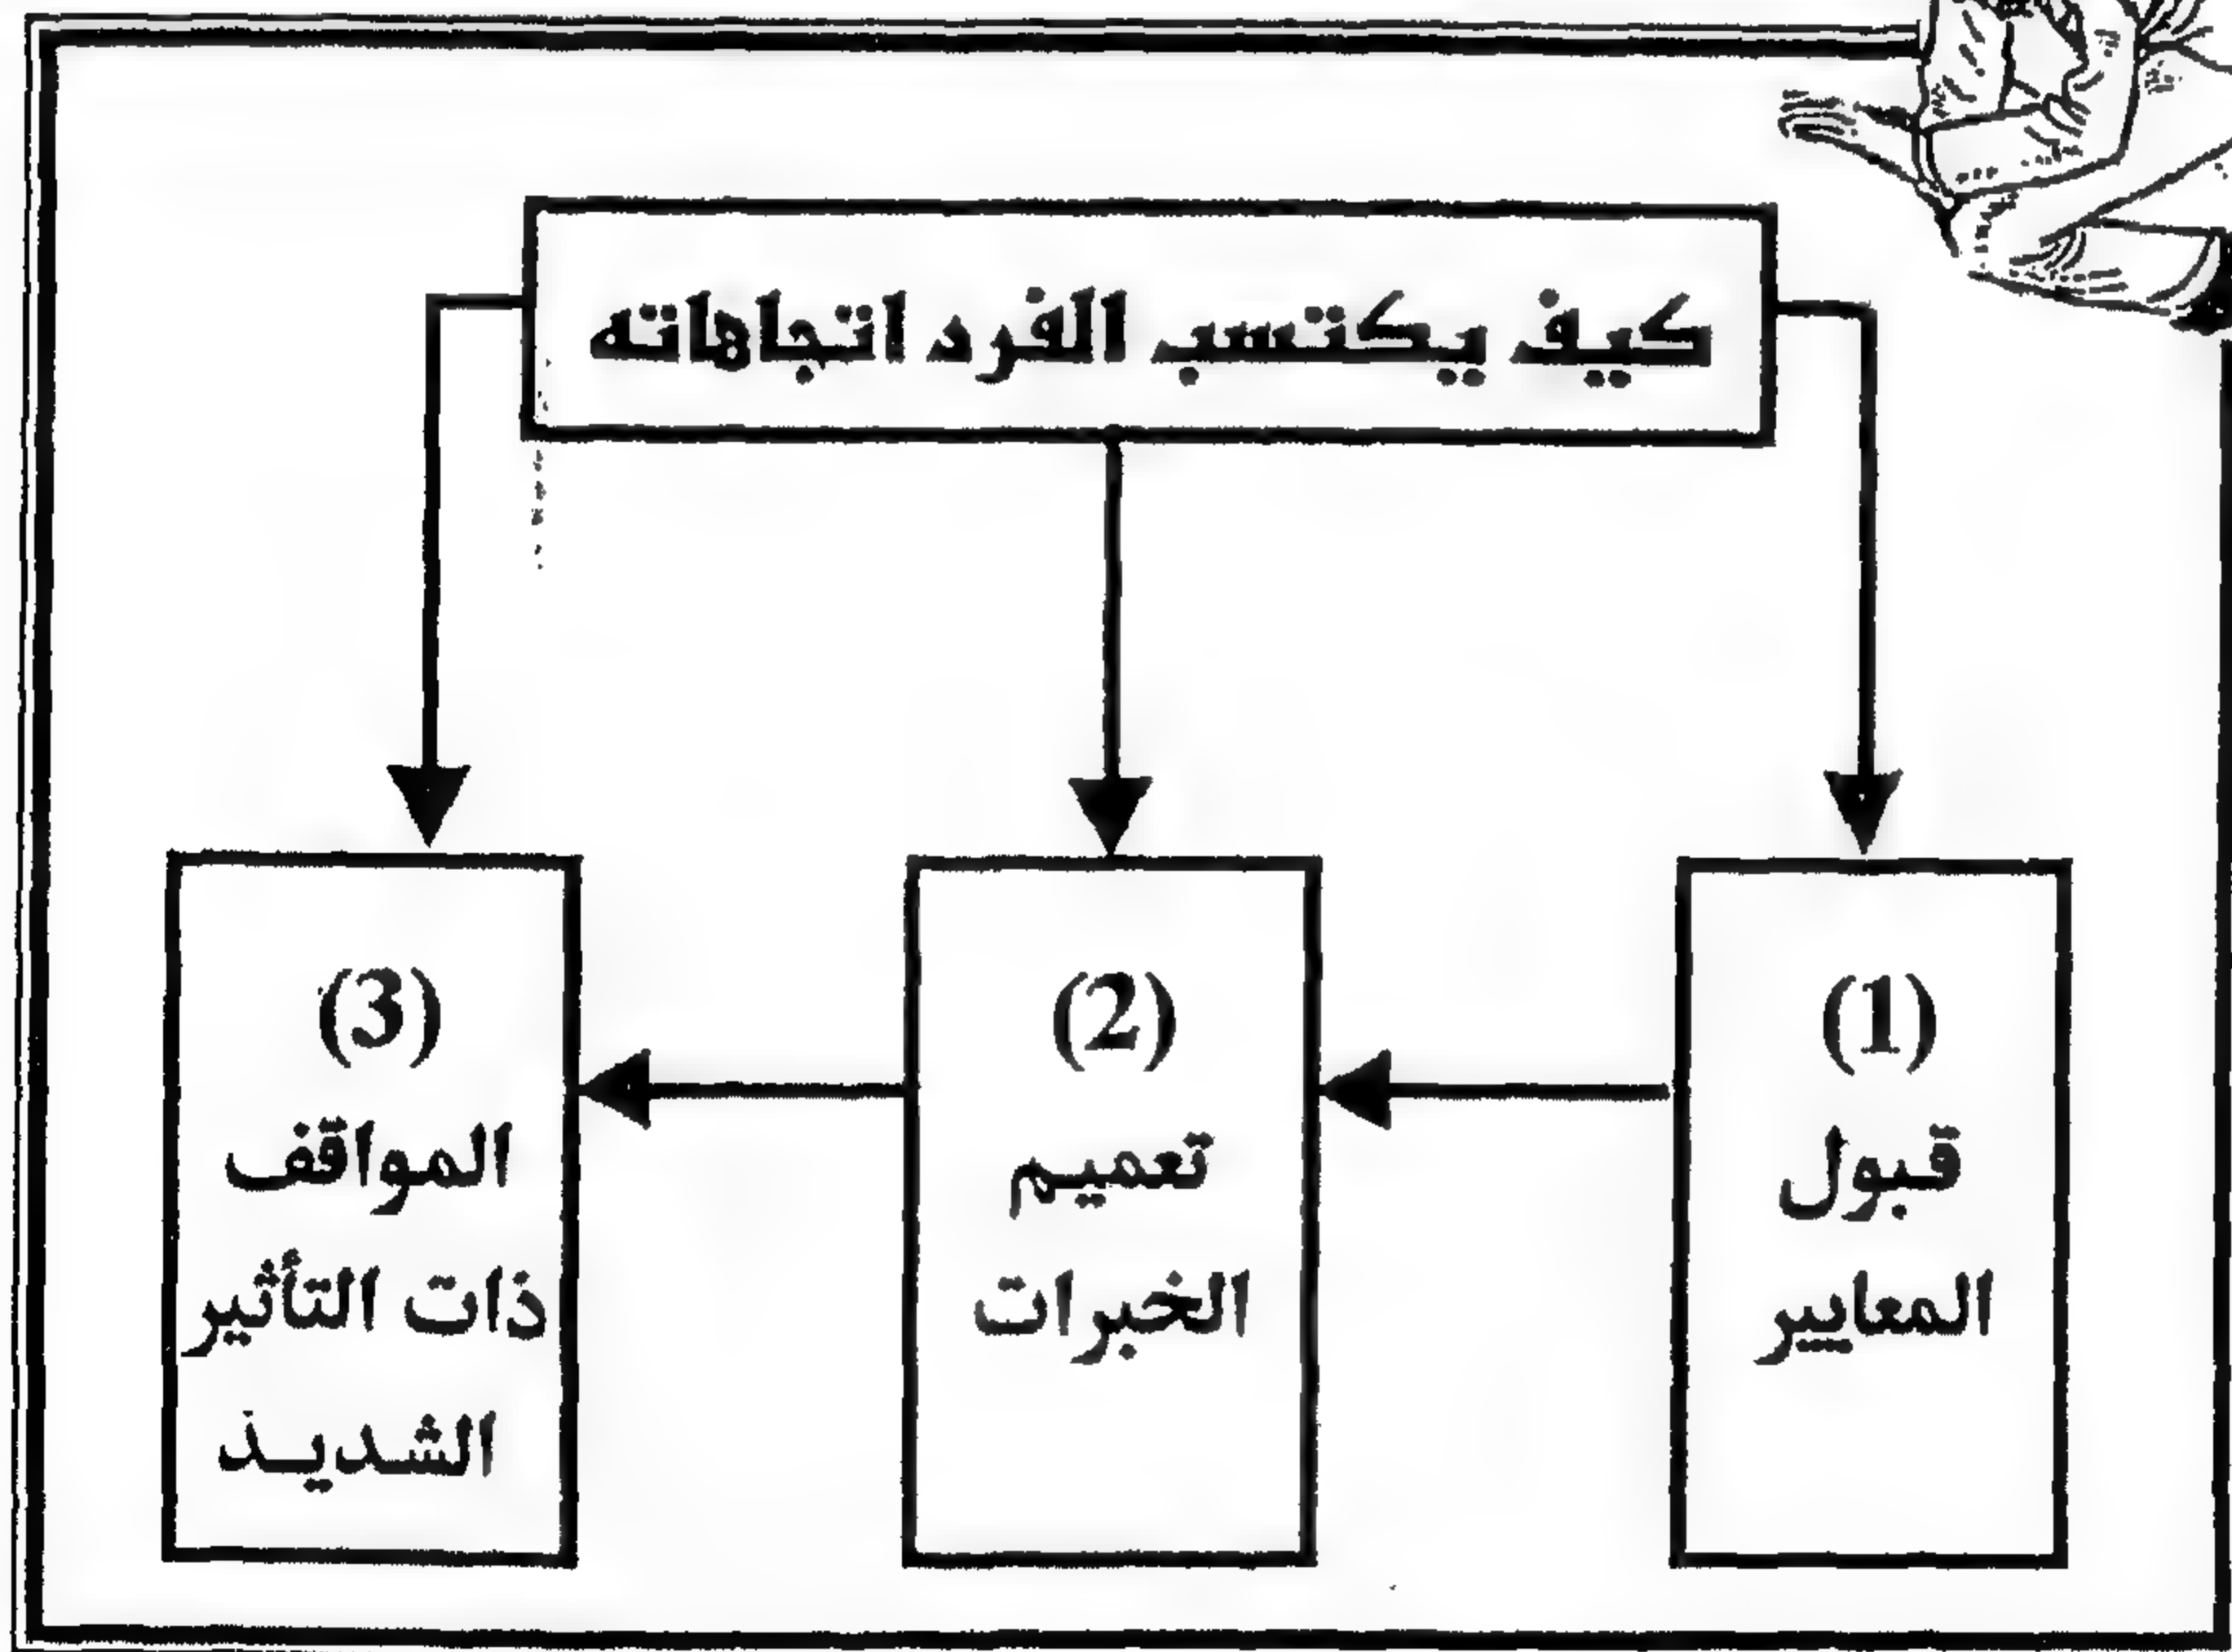 كيف يكتسب الفرد اتجاهاته
(1)
قبول
المعايير
(2)
تعميم
الخبرات
(3)
المواقف
ذات التأثير
الشديد